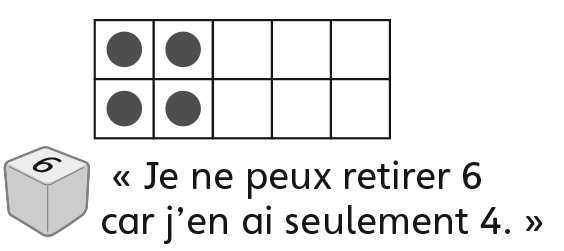 6
« Je ne peux retirer 6
car j’en ai seulement 4. »